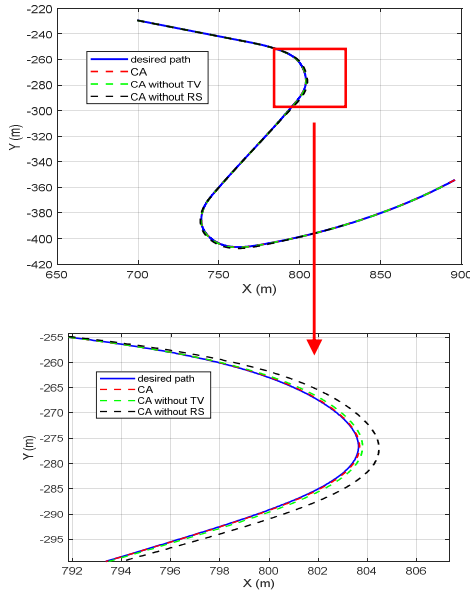 -220
-240
-260
-280
-300
-320
-340
-360
-380
-400
-420
Y (m)
desired path
CA
CA without TV
CA without RS
650 700 750 800 850 900
X (m)
-255
-260
-265
-270
-275
-280
-285
-290
-295
Y (m)
desired path
CA
CA without TV
CA without RS
792 794 796 798 800 802 804 806
X (m)